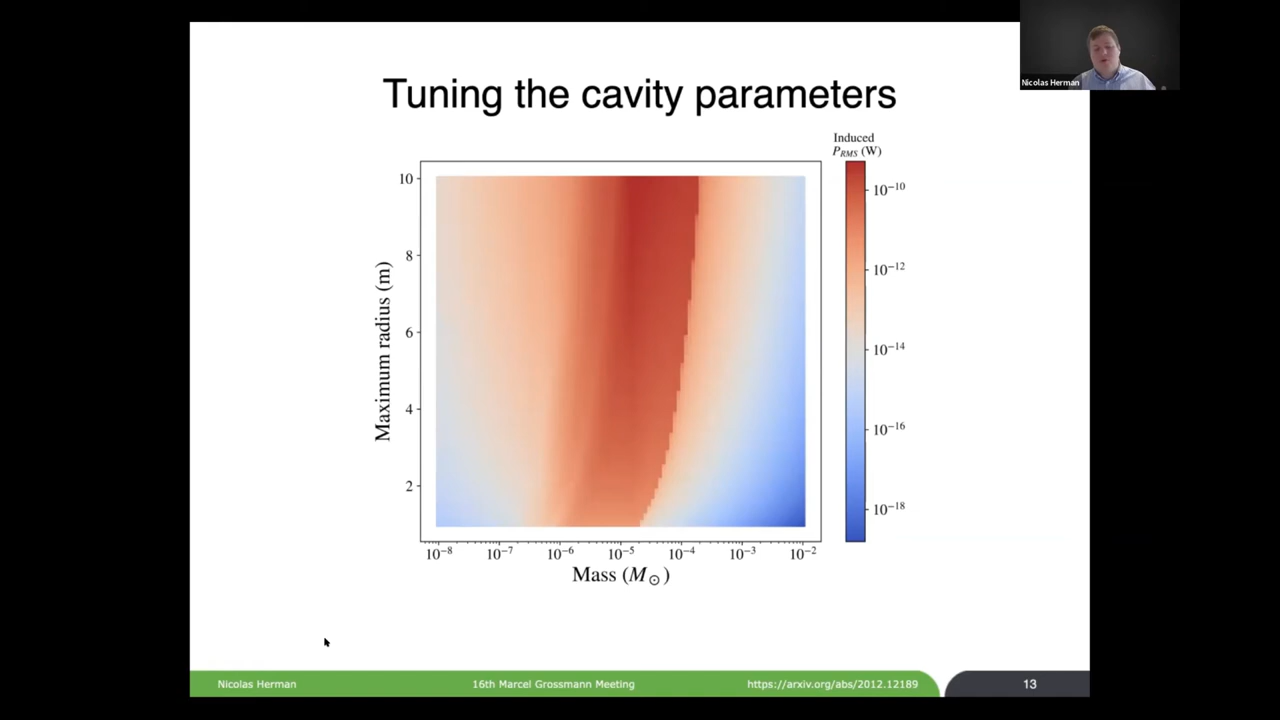 Nicolas Herman
Tuning the cavity parameters
Induced
P_RMS (W)
10⁻¹⁰
10⁻¹²
10⁻¹⁴
10⁻¹⁶
10⁻¹⁸
Maximum radius (m)
10
8
6
4
2
10⁻⁸ 10⁻⁷ 10⁻⁶ 10⁻⁵ 10⁻⁴ 10⁻³ 10⁻²
Mass (M_⊙)
Nicolas Herman 16th Marcel Grossmann Meeting https://arxiv.org/abs/2012.12189 13